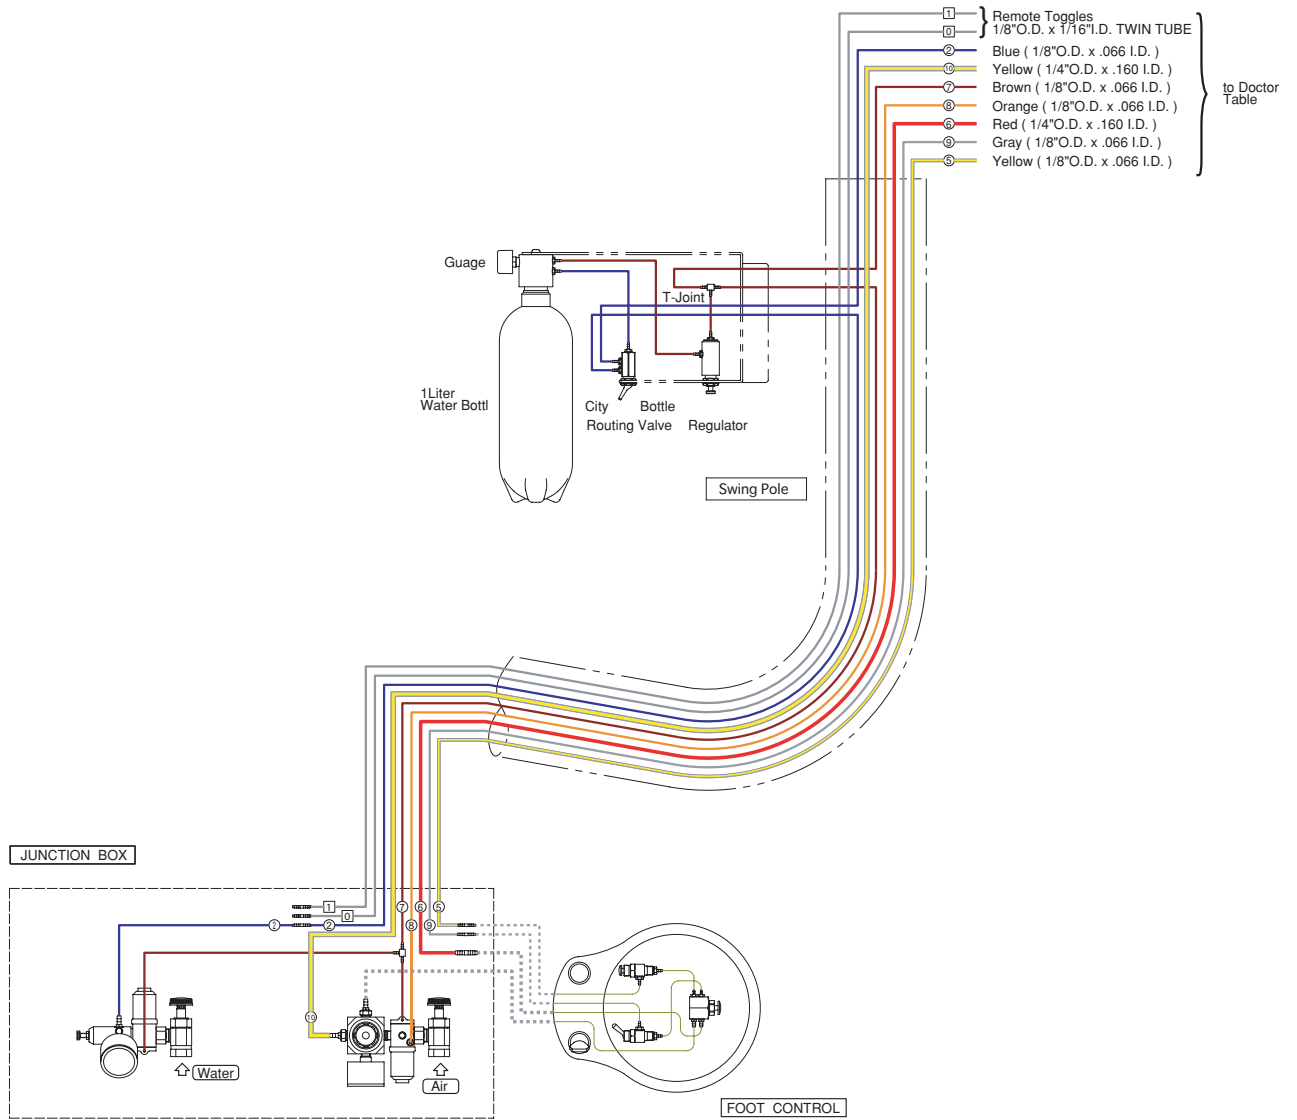 1
Remote Toggles
0
1/8"O.D. x 1/16"I.D. TWIN TUBE
2 Blue ( 1/8"O.D. x .066 I.D. )
10 Yellow ( 1/4"O.D. x .160 I.D. )
7 Brown ( 1/8"O.D. x .066 I.D. )
8 Orange ( 1/8"O.D. x .066 I.D. )
6 Red ( 1/4"O.D. x .160 I.D. )
9 Gray ( 1/8"O.D. x .066 I.D. )
5 Yellow ( 1/8"O.D. x .066 I.D. )
to Doctor
Table
Guage
T-Joint
1Liter
Water Bottl
City Bottle
Routing Valve Regulator
Swing Pole
JUNCTION BOX
1
0
7 6 5
2 2
8 9
10
Water
Air
FOOT CONTROL